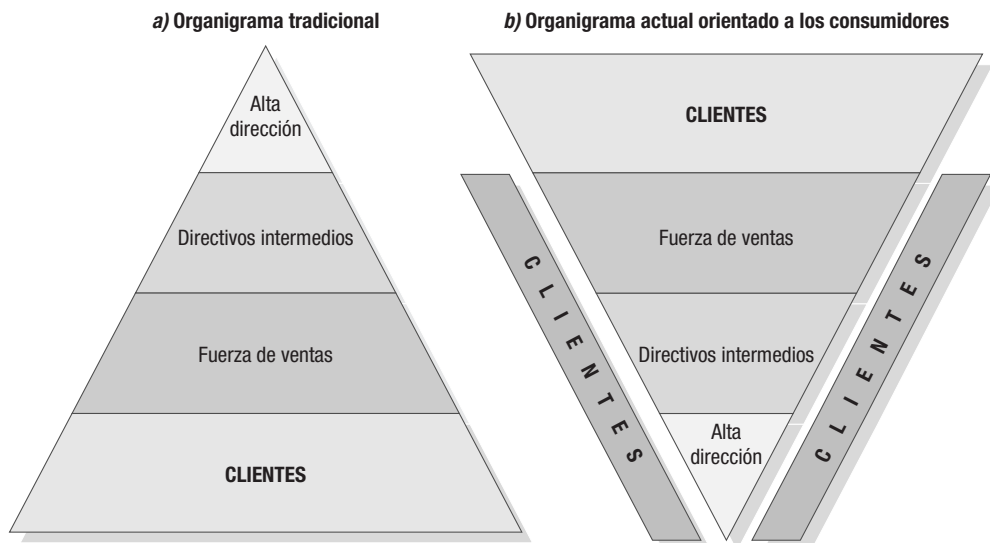 a) Organigrama tradicional
Alta
dirección
Directivos intermedios
Fuerza de ventas
CLIENTES
b) Organigrama actual orientado a los consumidores
CLIENTES
Fuerza de ventas
Directivos intermedios
Alta
dirección
CLIENTES
CLIENTES